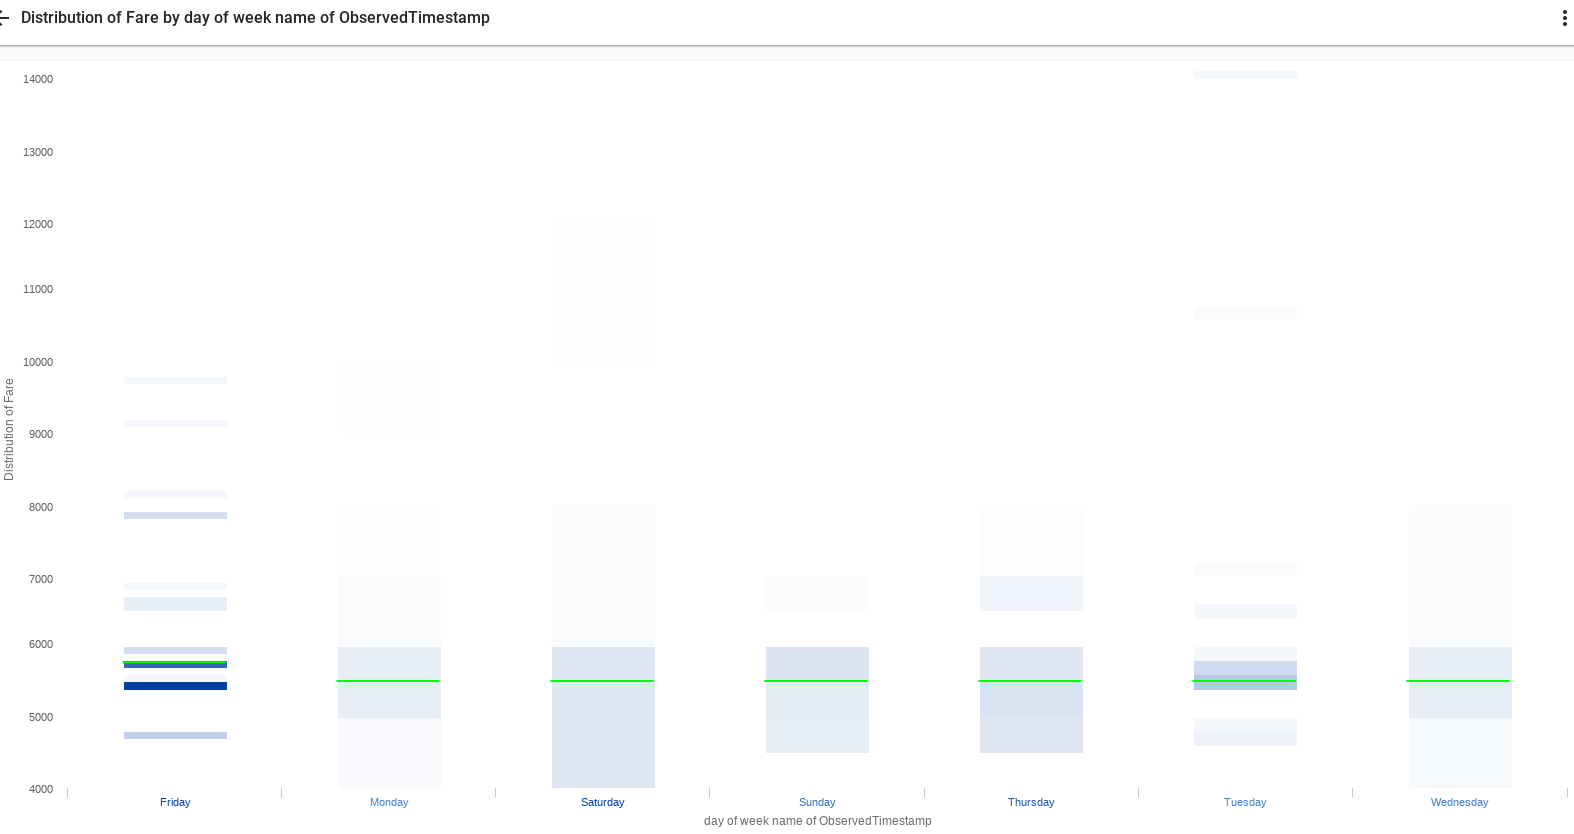 Distribution of Fare by day of week name of ObservedTimestamp
14000
13000
12000
11000
10000
9000
8000
7000
6000
5000
4000
Distribution of Fare
Friday Monday Saturday Sunday Thursday Tuesday Wednesday
day of week name of ObservedTimestamp